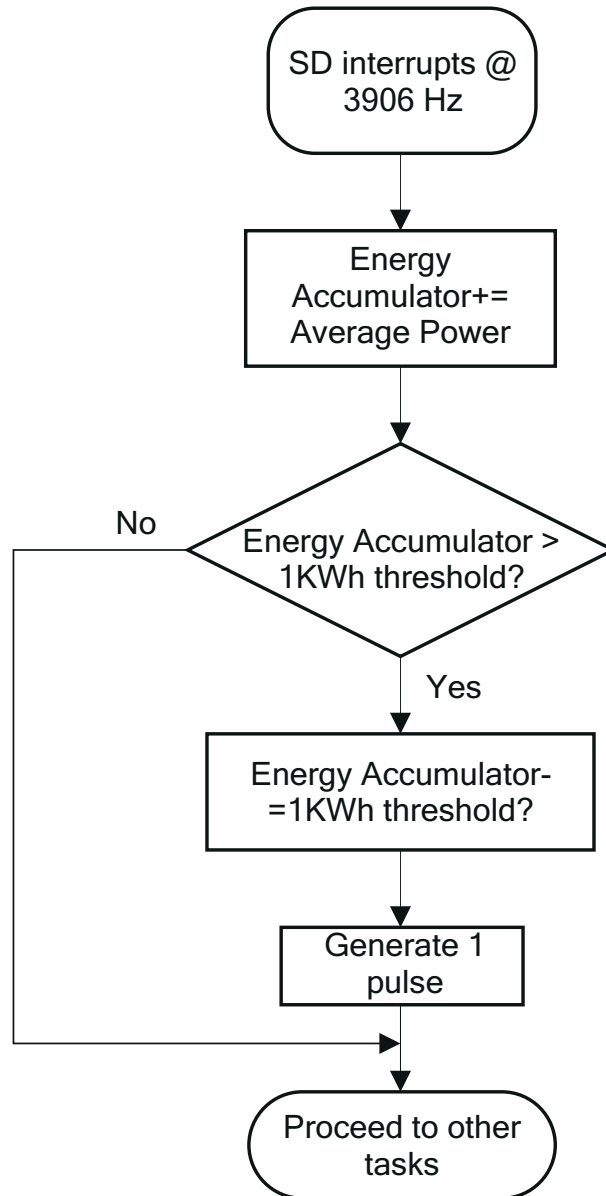 SD interrupts @
3906 Hz
Energy
Accumulator+=
Average Power
No
Energy Accumulator >
1KWh threshold?
Yes
Energy Accumulator-
=1KWh threshold?
Generate 1
pulse
Proceed to other
tasks